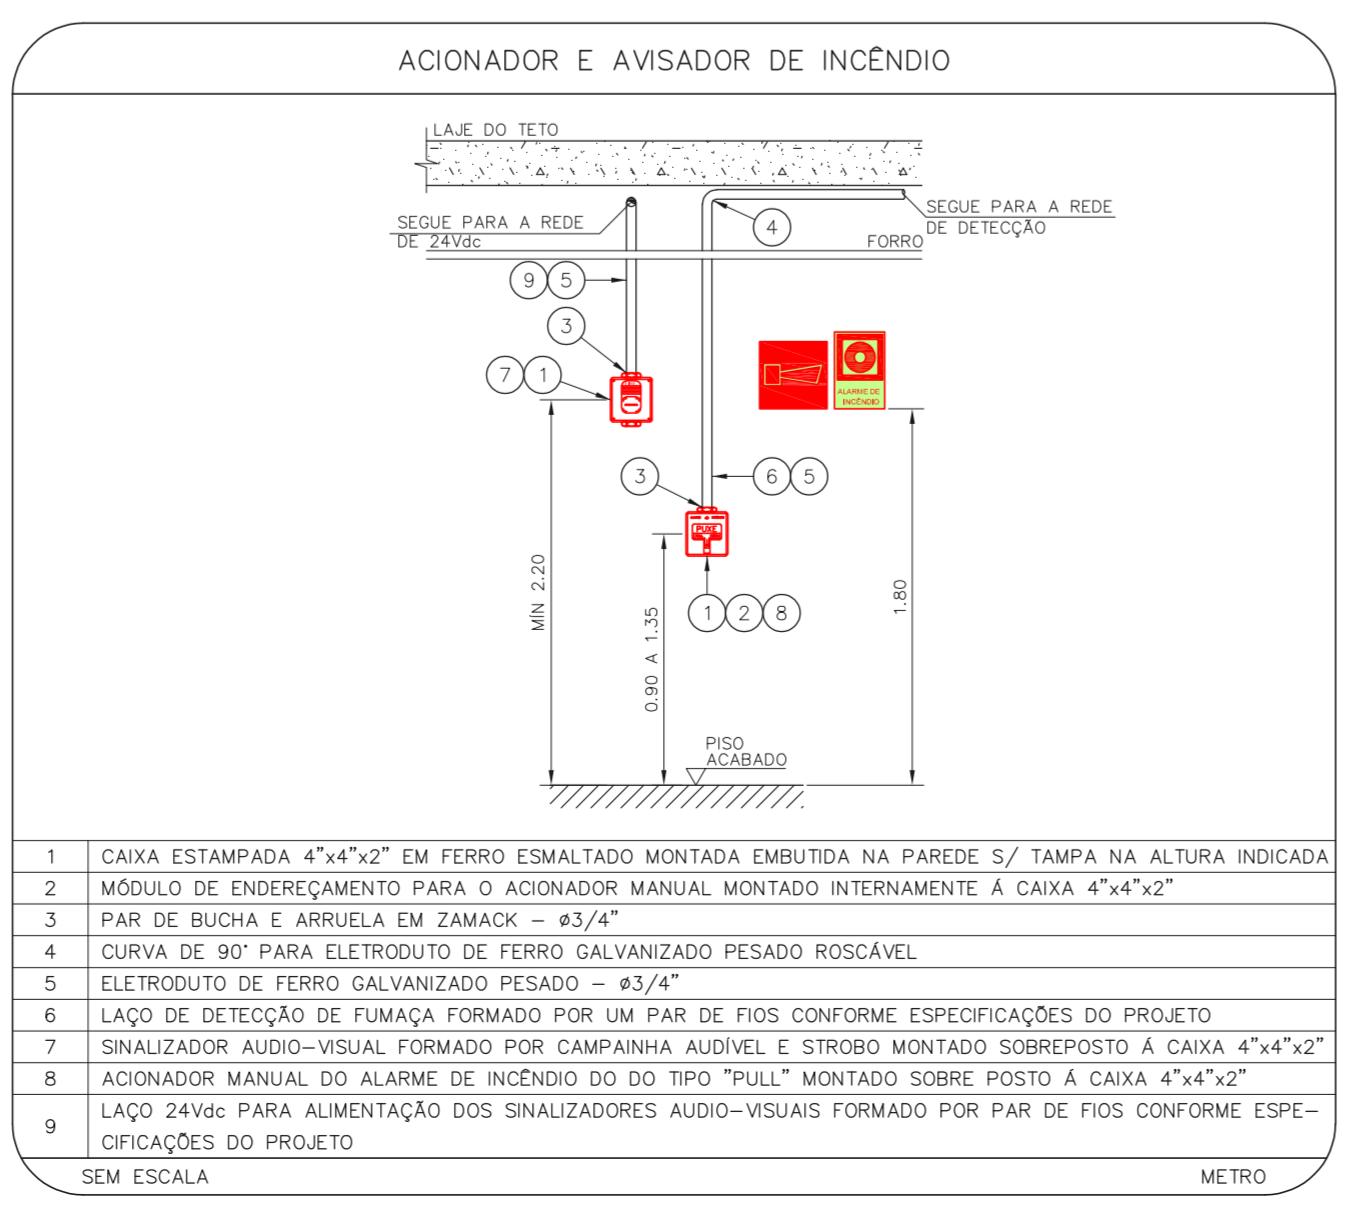 ACIONADOR E AVISADOR DE INCÊNDIO
LAJE DO TETO
SEGUE PARA A REDE
DE 24Vdc
SEGUE PARA A REDE
DE DETECÇÃO
4
FORRO
9
5
3
7
1
ALARME DE
INCÊNDIO
3
6
5
PUXE
1
2
8
MÍN 2.20
0.90 A 1.35
1.80
PISO
ACABADO
1 CAIXA ESTAMPADA 4"x4"x2" EM FERRO ESMALTADO MONTADA EMBUTIDA NA PAREDE S/ TAMPA NA ALTURA INDICADA
2 MÓDULO DE ENDEREÇAMENTO PARA O ACIONADOR MANUAL MONTADO INTERNAMENTE Á CAIXA 4"x4"x2"
3 PAR DE BUCHA E ARRUELA EM ZAMACK – ø3/4"
4 CURVA DE 90° PARA ELETRODUTO DE FERRO GALVANIZADO PESADO ROSCÁVEL
5 ELETRODUTO DE FERRO GALVANIZADO PESADO – ø3/4"
6 LAÇO DE DETECÇÃO DE FUMAÇA FORMADO POR UM PAR DE FIOS CONFORME ESPECIFICAÇÕES DO PROJETO
7 SINALIZADOR AUDIO–VISUAL FORMADO POR CAMPAINHA AUDÍVEL E STROBO MONTADO SOBREPOSTO Á CAIXA 4"x4"x2"
8 ACIONADOR MANUAL DO ALARME DE INCÊNDIO DO DO TIPO "PULL" MONTADO SOBRE POSTO Á CAIXA 4"x4"x2"
9 LAÇO 24Vdc PARA ALIMENTAÇÃO DOS SINALIZADORES AUDIO–VISUAIS FORMADO POR PAR DE FIOS CONFORME ESPE–
CIFICAÇÕES DO PROJETO
SEM ESCALA
METRO